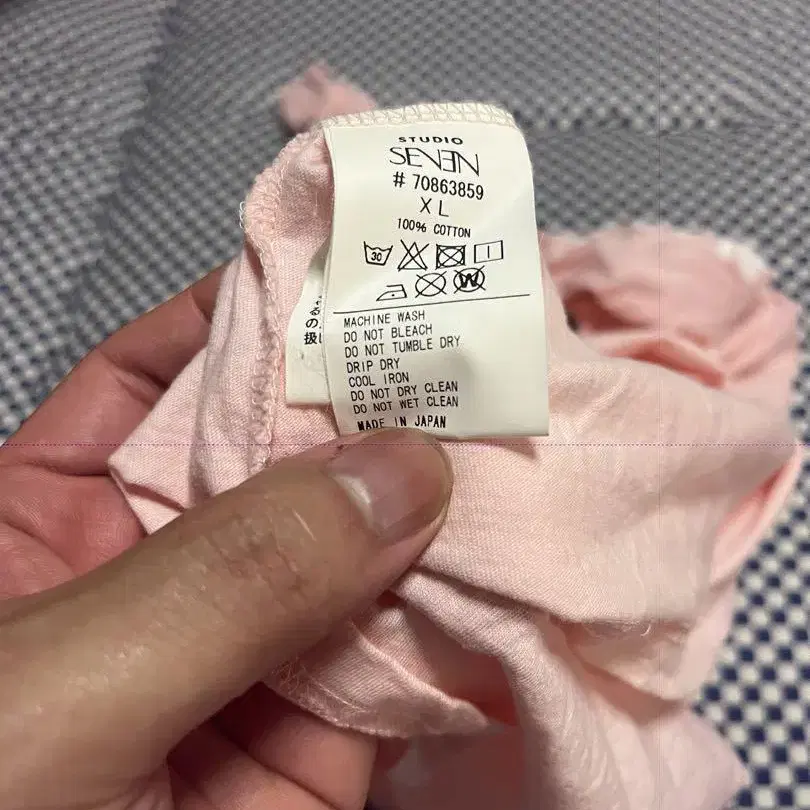 STUDIO
SEVEN
# 70863859
XL
100% COTTON
30
W
MACHINE WASH
DO NOT BLEACH
DO NOT TUMBLE DRY
DRIP DRY
COOL IRON
DO NOT DRY CLEAN
DO NOT WET CLEAN
MADE IN JAPAN